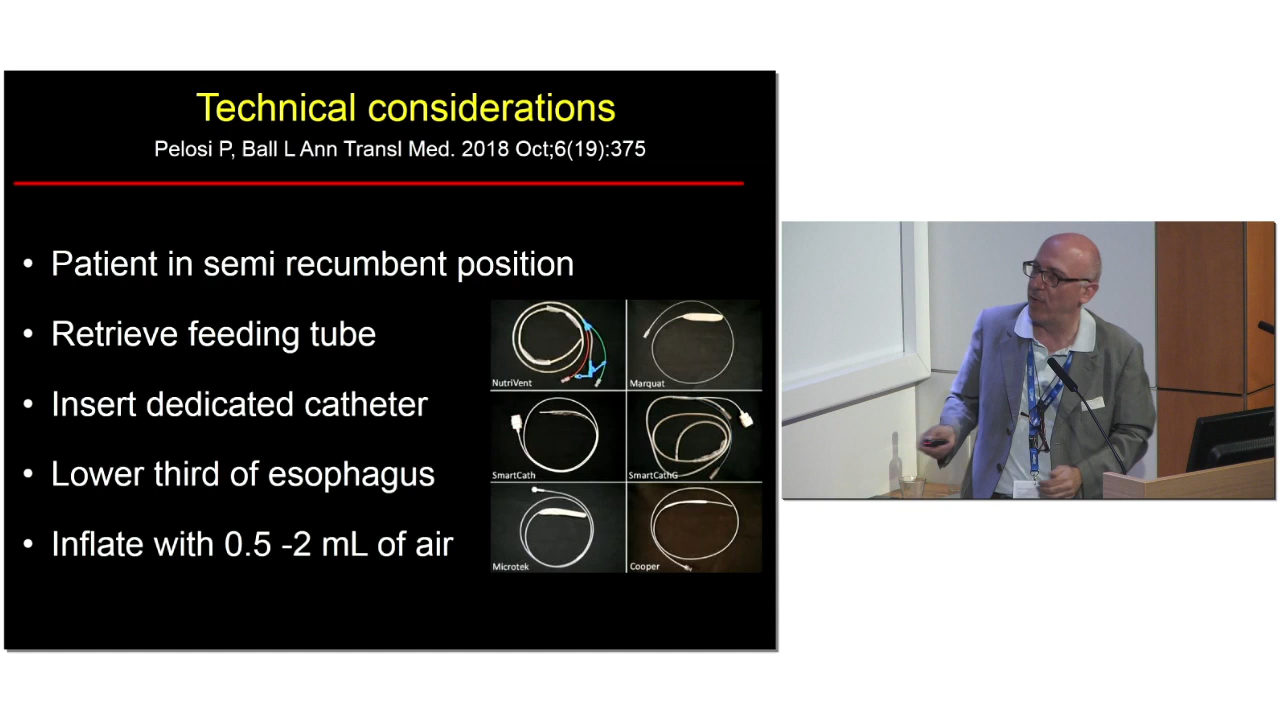 Technical considerations
Pelosi P, Ball L Ann Transl Med. 2018 Oct;6(19):375
• Patient in semi recumbent position
• Retrieve feeding tube
• Insert dedicated catheter
• Lower third of esophagus
• Inflate with 0.5 -2 mL of air
NutriVent
Marquat
SmartCath
SmartCathG
Microtek
Cooper